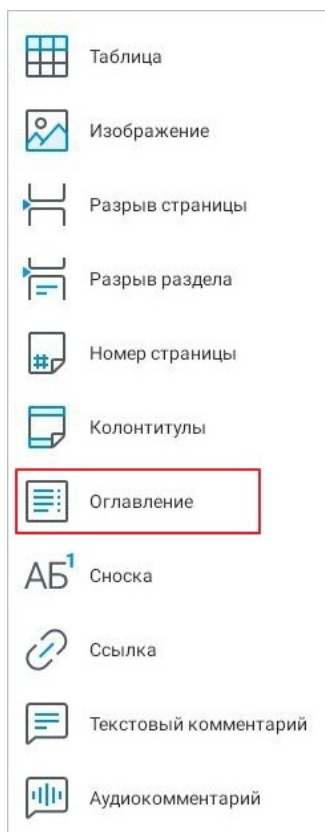 Таблица
Изображение
Разрыв страницы
Разрыв раздела
# Номер страницы
Колонтитулы
Оглавление
АБ¹ Сноска
Ссылка
Текстовый комментарий
Аудиокомментарий